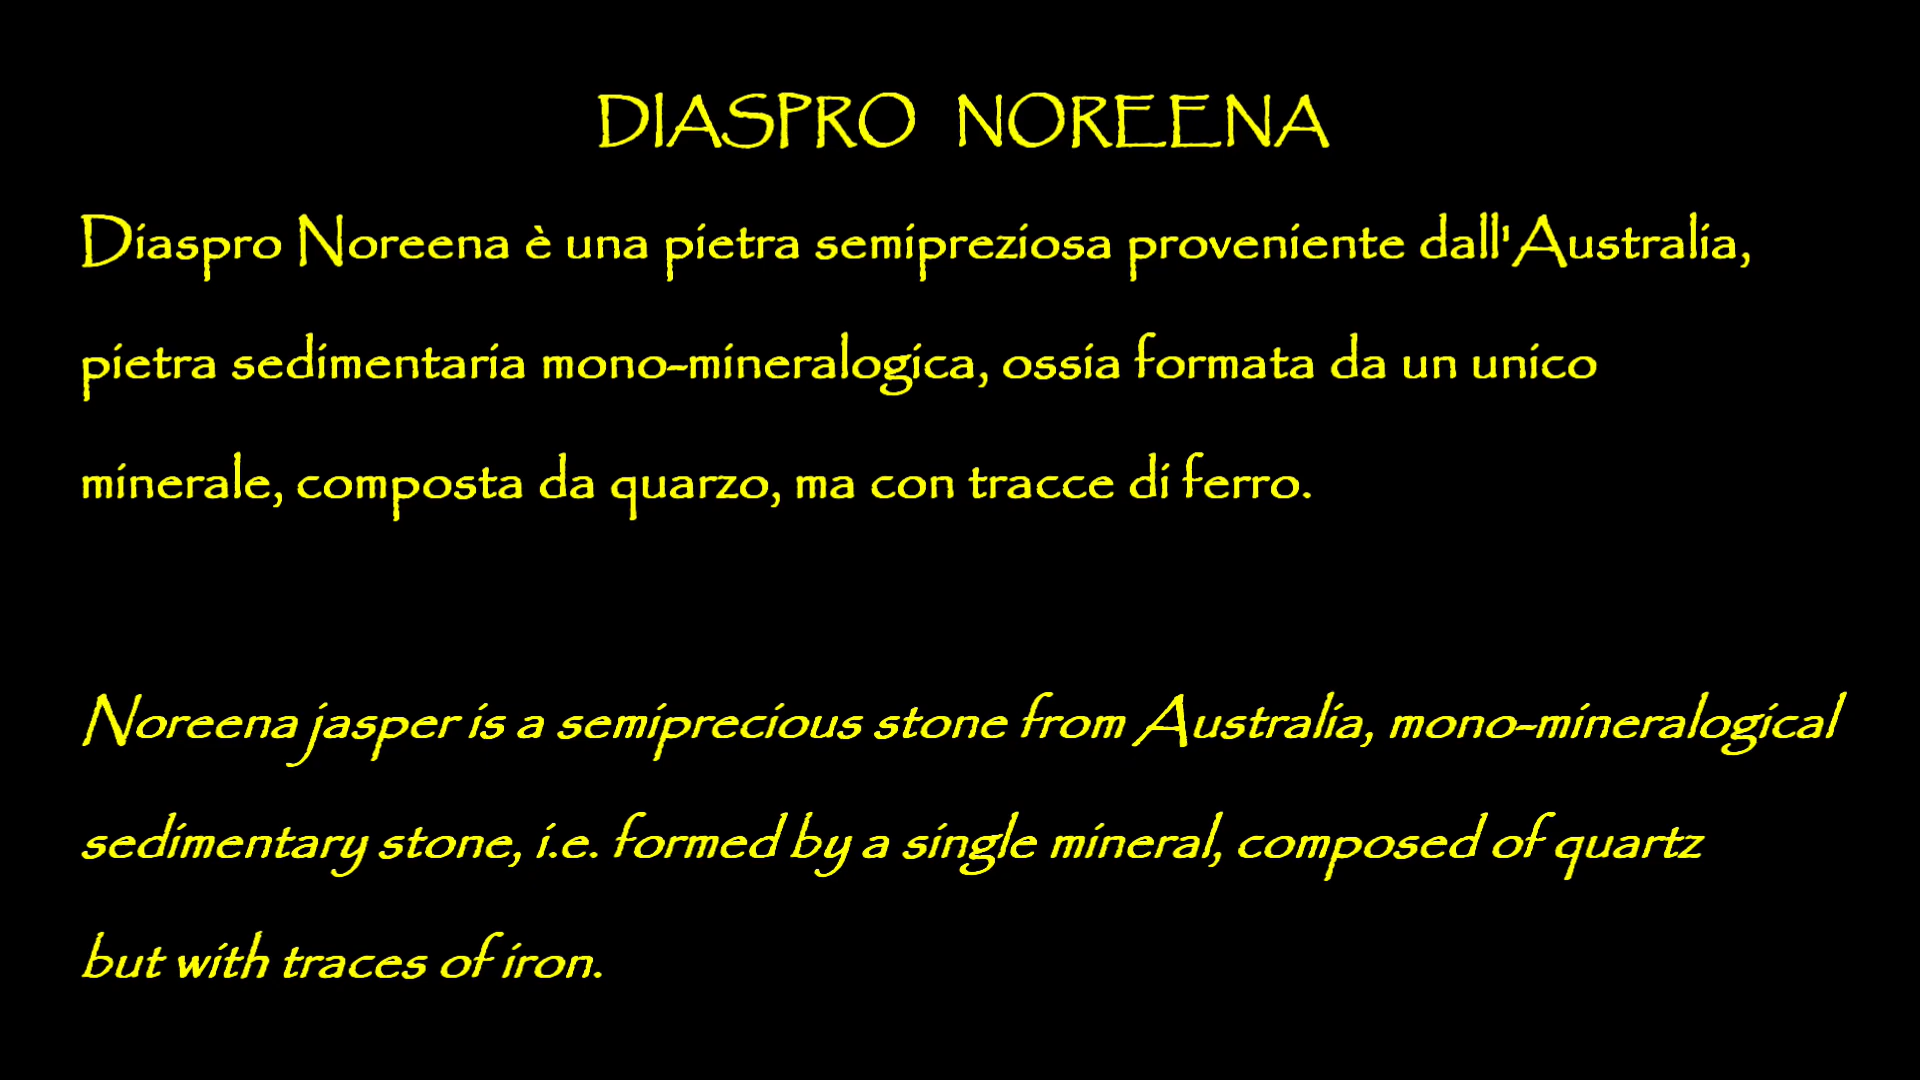 DIASPRO NOREENA
Diaspro Noreena è una pietra semipreziosa proveniente dall'Australia,
pietra sedimentaria mono-mineralogica, ossia formata da un unico
minerale, composta da quarzo, ma con tracce di ferro.
Noreena jasper is a semiprecious stone from Australia, mono-mineralogical
sedimentary stone, i.e. formed by a single mineral, composed of quartz
but with traces of iron.